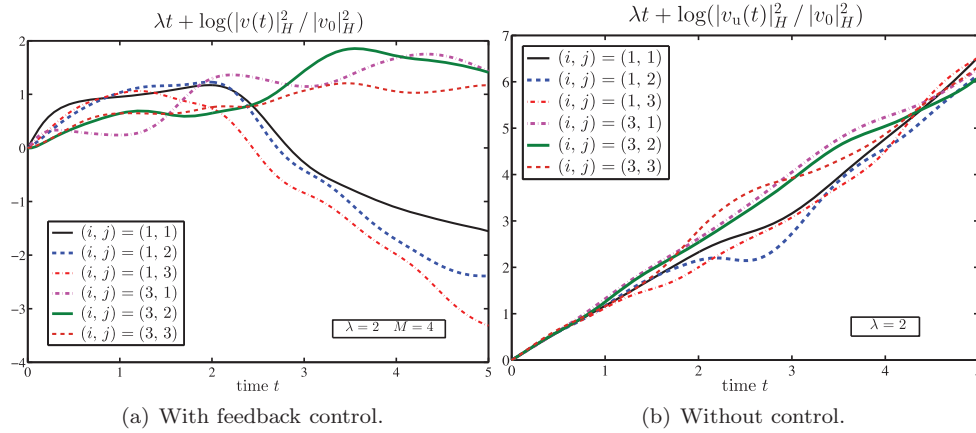 λt + log(|v(t)|²_H / |v₀|²_H)
2
1
0
−1
−2
−3
−4
0 1 2 3 4 5
time t
(i, j) = (1, 1)
(i, j) = (1, 2)
(i, j) = (1, 3)
(i, j) = (3, 1)
(i, j) = (3, 2)
(i, j) = (3, 3)
λ = 2 M = 4
(a) With feedback control.
λt + log(|v_u(t)|²_H / |v₀|²_H)
7
6
5
4
3
2
1
0
0 1 2 3 4
time t
(i, j) = (1, 1)
(i, j) = (1, 2)
(i, j) = (1, 3)
(i, j) = (3, 1)
(i, j) = (3, 2)
(i, j) = (3, 3)
λ = 2
(b) Without control.